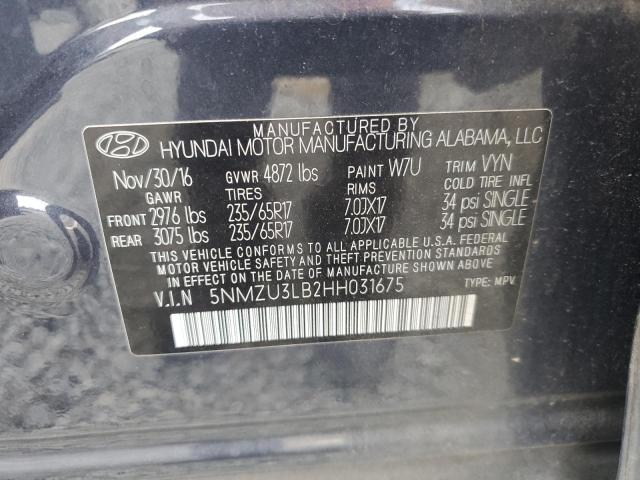 MANUFACTURED BY
HYUNDAI MOTOR MANUFACTURING ALABAMA, LLC
Nov/30/16 GVWR 4872 lbs PAINT W7U TRIM VYN
GAWR TIRES RIMS COLD TIRE INFL
FRONT 2976 lbs 235/65R17 7.0JX17 34 psi SINGLE
REAR 3075 lbs 235/65R17 7.0JX17 34 psi SINGLE
THIS VEHICLE CONFORMS TO ALL APPLICABLE U.S.A. FEDERAL
MOTOR VEHICLE SAFETY AND THEFT PREVENTION STANDARDS
IN EFFECT ON THE DATE OF MANUFACTURE SHOWN ABOVE.
V.I.N 5NMZU3LB2HH031675 TYPE: MPV